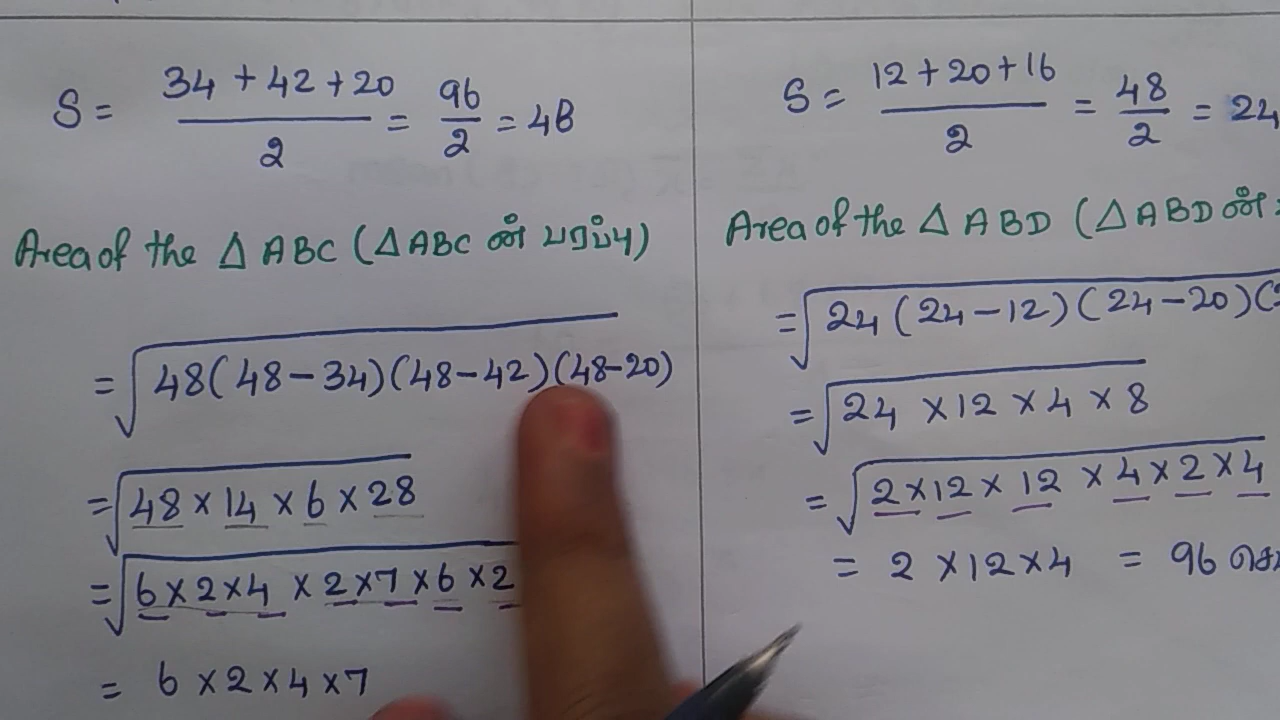 S = 34 + 42 + 20 / 2 = 96 / 2 = 48
Area of the △ ABC (△ ABC ன் பரப்பு)
= √48(48-34)(48-42)(48-20)
= √48 × 14 × 6 × 28
= √6 × 2 × 4 × 2 × 7 × 6 × 2
= 6 × 2 × 4 × 7
S = 12 + 20 + 16 / 2 = 48 / 2 = 24
Area of the △ ABD (△ ABD ன்
= √24(24-12)(24-20)(
= √24 × 12 × 4 × 8
= √2 × 12 × 12 × 4 × 2 × 4
= 2 × 12 × 4 = 96